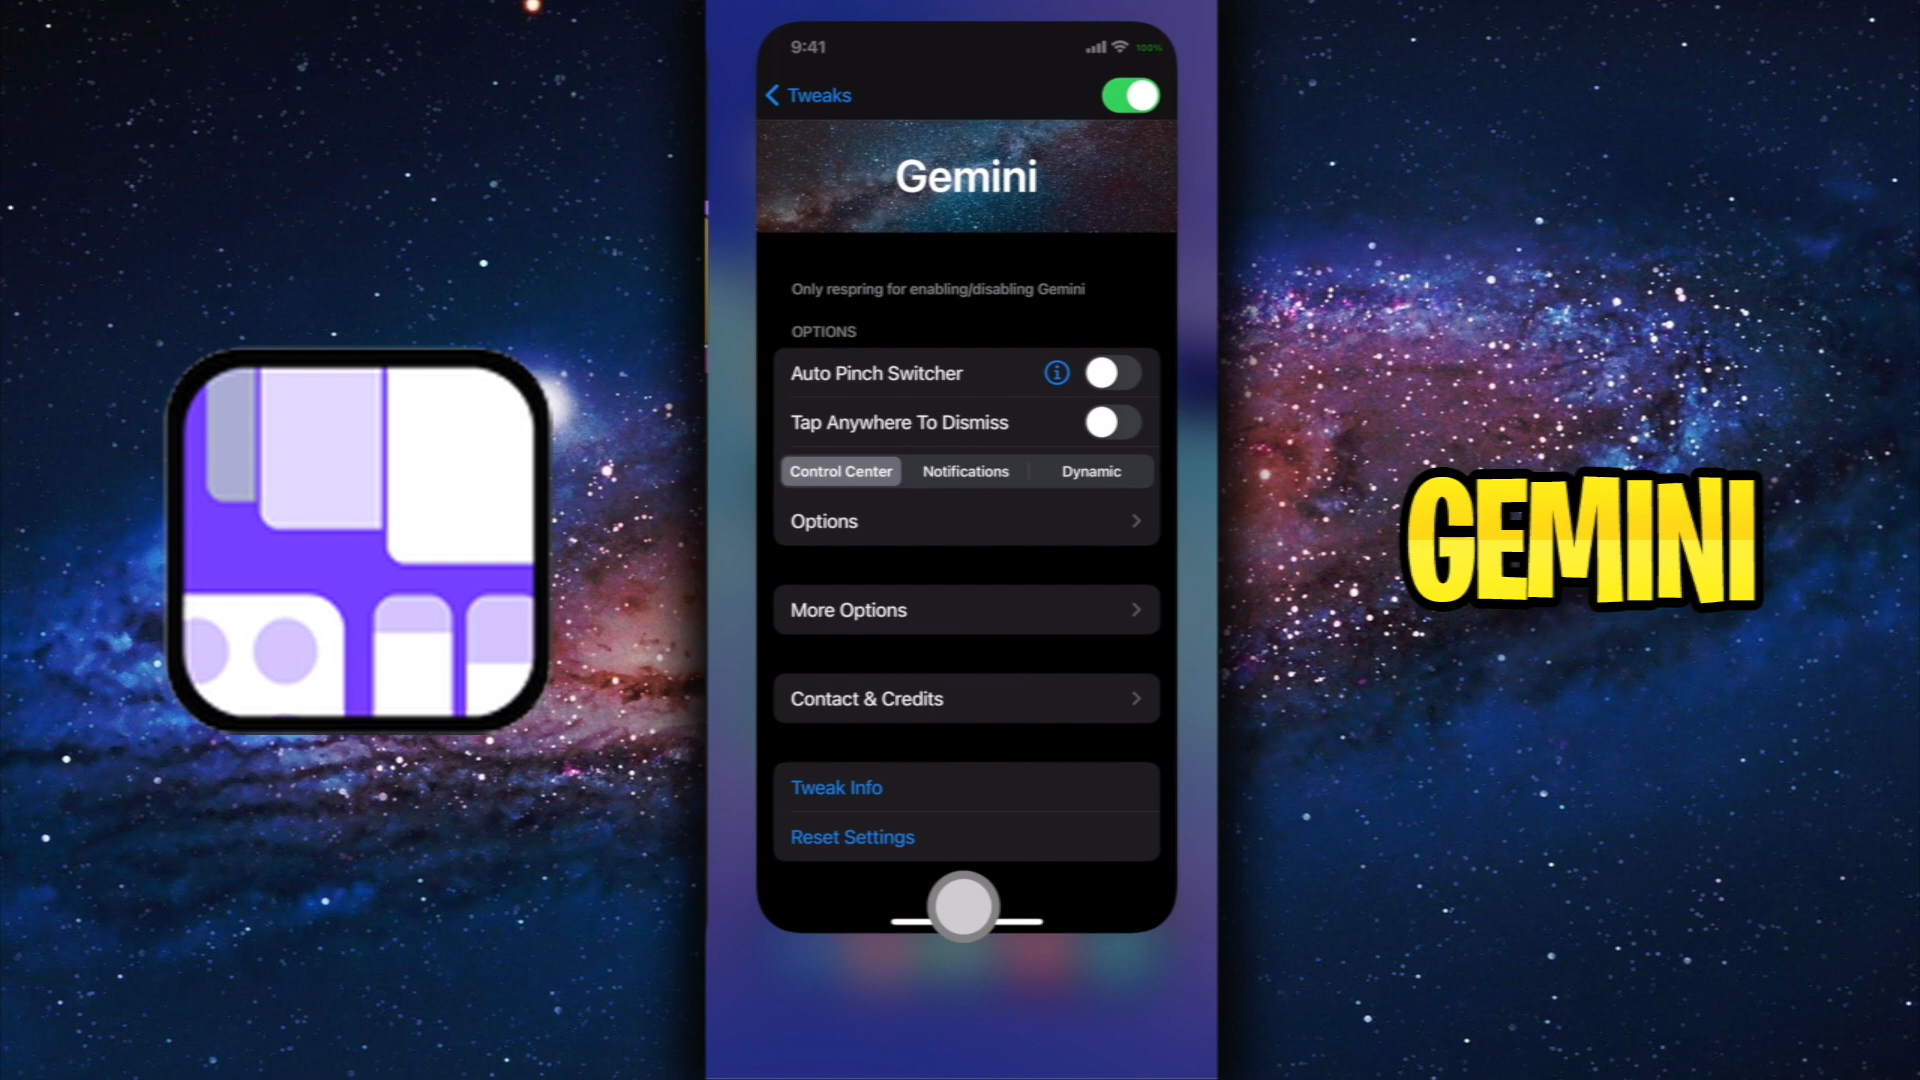 9:41
100%
Tweaks
Gemini
Only respring for enabling/disabling Gemini
OPTIONS
Auto Pinch Switcher
Tap Anywhere To Dismiss
Control Center Notifications Dynamic
Options
More Options
Contact & Credits
Tweak Info
Reset Settings
GEMINI